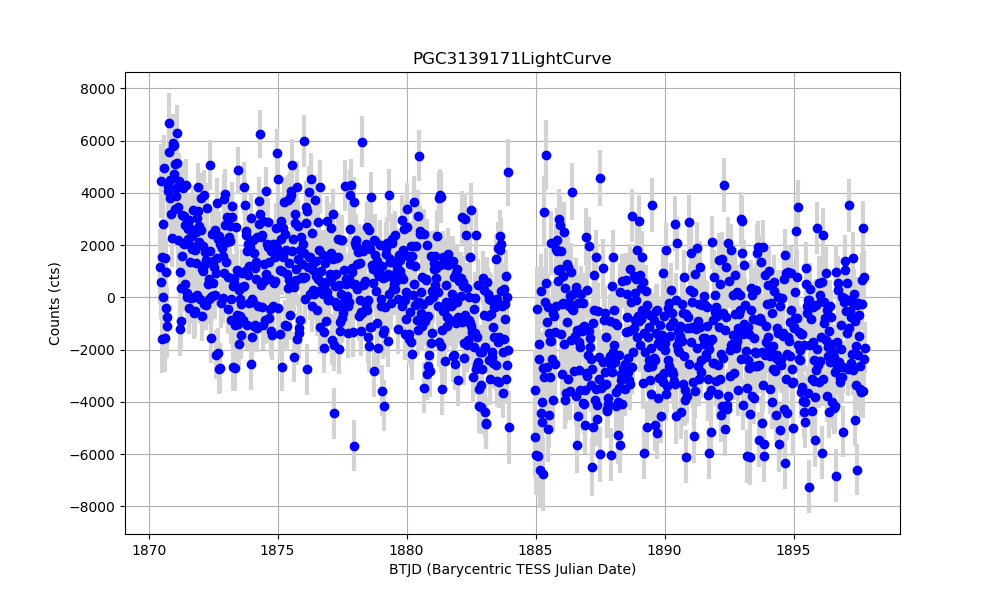 PGC3139171LightCurve
8000
6000
4000
2000
0
−2000
−4000
−6000
−8000
Counts (cts)
1870 1875 1880 1885 1890 1895
BTJD (Barycentric TESS Julian Date)